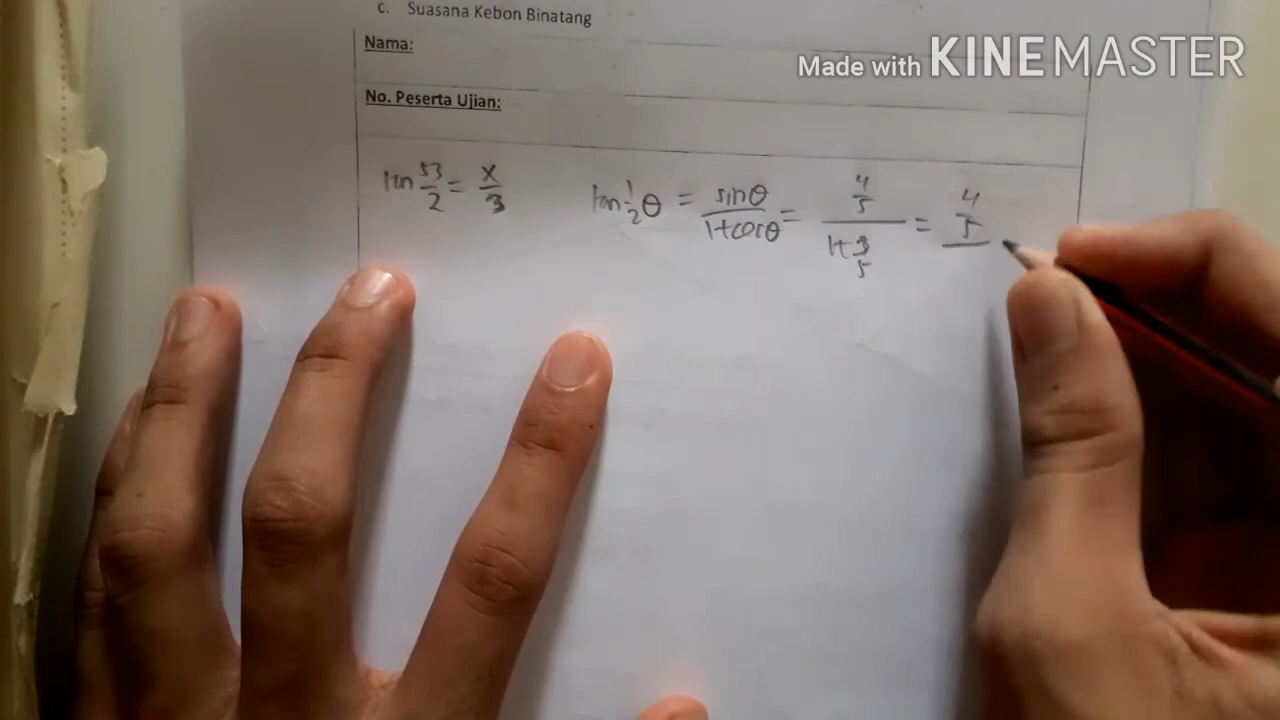 c. Suasana Kebon Binatang
Made with KINEMASTER
Nama:
No. Peserta Ujian:
tan 53/2 = x/3
tan 1/2 θ = sinθ/1+cosθ = 4/5 / 1+3/5 = 4/5